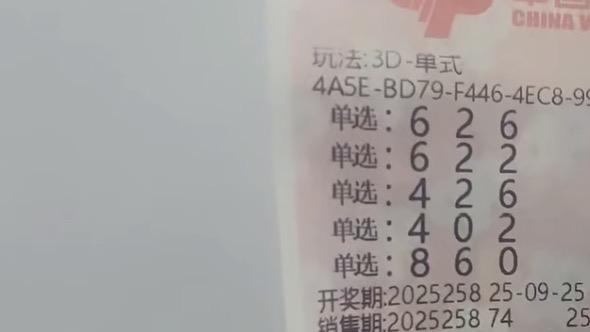 CHINA W
玩法:3D-单式
4A5E-BD79-F446-4EC8-99
单选:6 2 6
单选:6 2 2
单选:4 2 6
单选:4 0 2
单选:8 6 0
开奖期:2025258 25-09-25
销售期:2025258 74 25